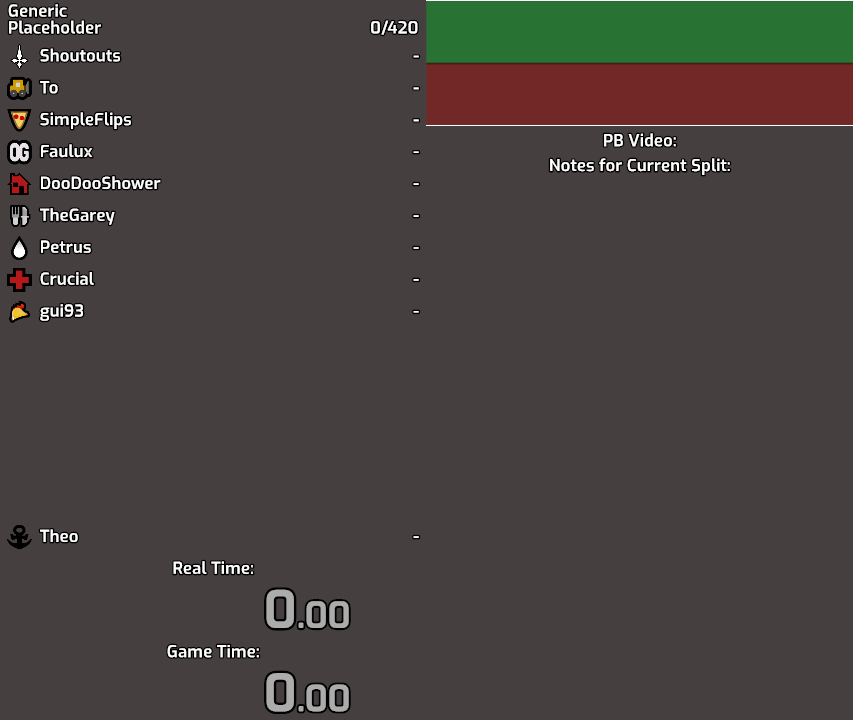 Generic
Placeholder 0/420
Shoutouts -
To -
SimpleFlips -
OG Faulux -
DooDooShower -
TheGarey -
Petrus -
Crucial -
gui93 -
Theo -
Real Time:
0.00
Game Time:
0.00
PB Video:
Notes for Current Split: